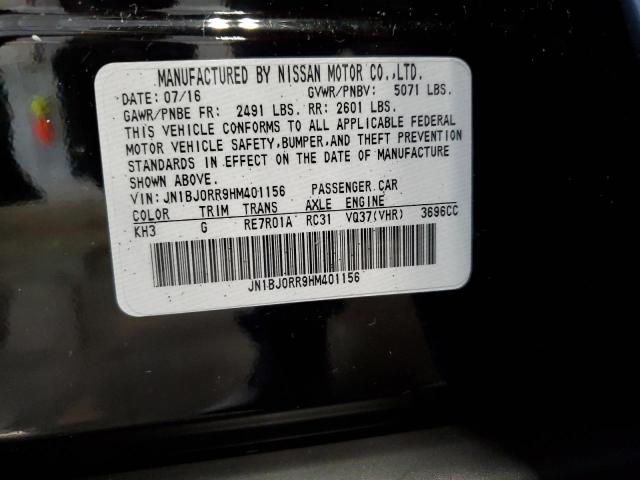 MANUFACTURED BY NISSAN MOTOR CO.,LTD.
DATE: 07/16 GVWR/PNBV: 5071 LBS.
GAWR/PNBE FR: 2491 LBS. RR: 2601 LBS.
THIS VEHICLE CONFORMS TO ALL APPLICABLE FEDERAL
MOTOR VEHICLE SAFETY,BUMPER,AND THEFT PREVENTION
STANDARDS IN EFFECT ON THE DATE OF MANUFACTURE
SHOWN ABOVE.
VIN: JN1BJ0RR9HM401156 PASSENGER CAR
COLOR TRIM TRANS AXLE ENGINE
KH3 G RE7R01A RC31 VQ37(VHR) 3696CC
JN1BJ0RR9HM401156